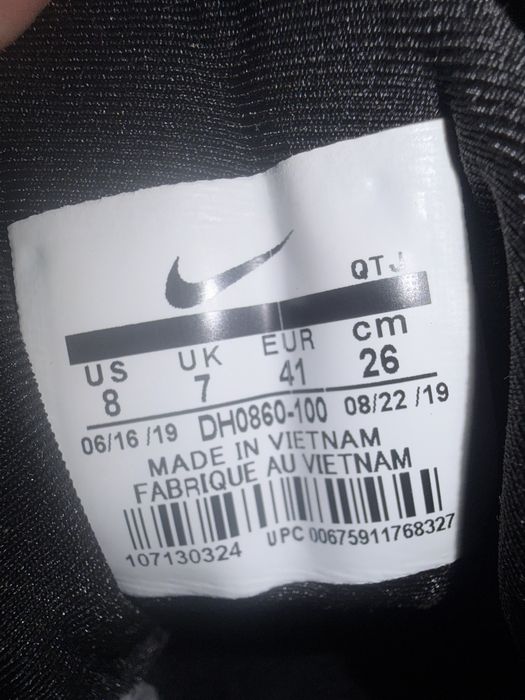 QTJ
US UK EUR cm
8 7 41 26
06/16 /19 DH0860-100 08/22 /19
MADE IN VIETNAM
FABRIQUE AU VIETNAM
107130324 UPC 00675911768327